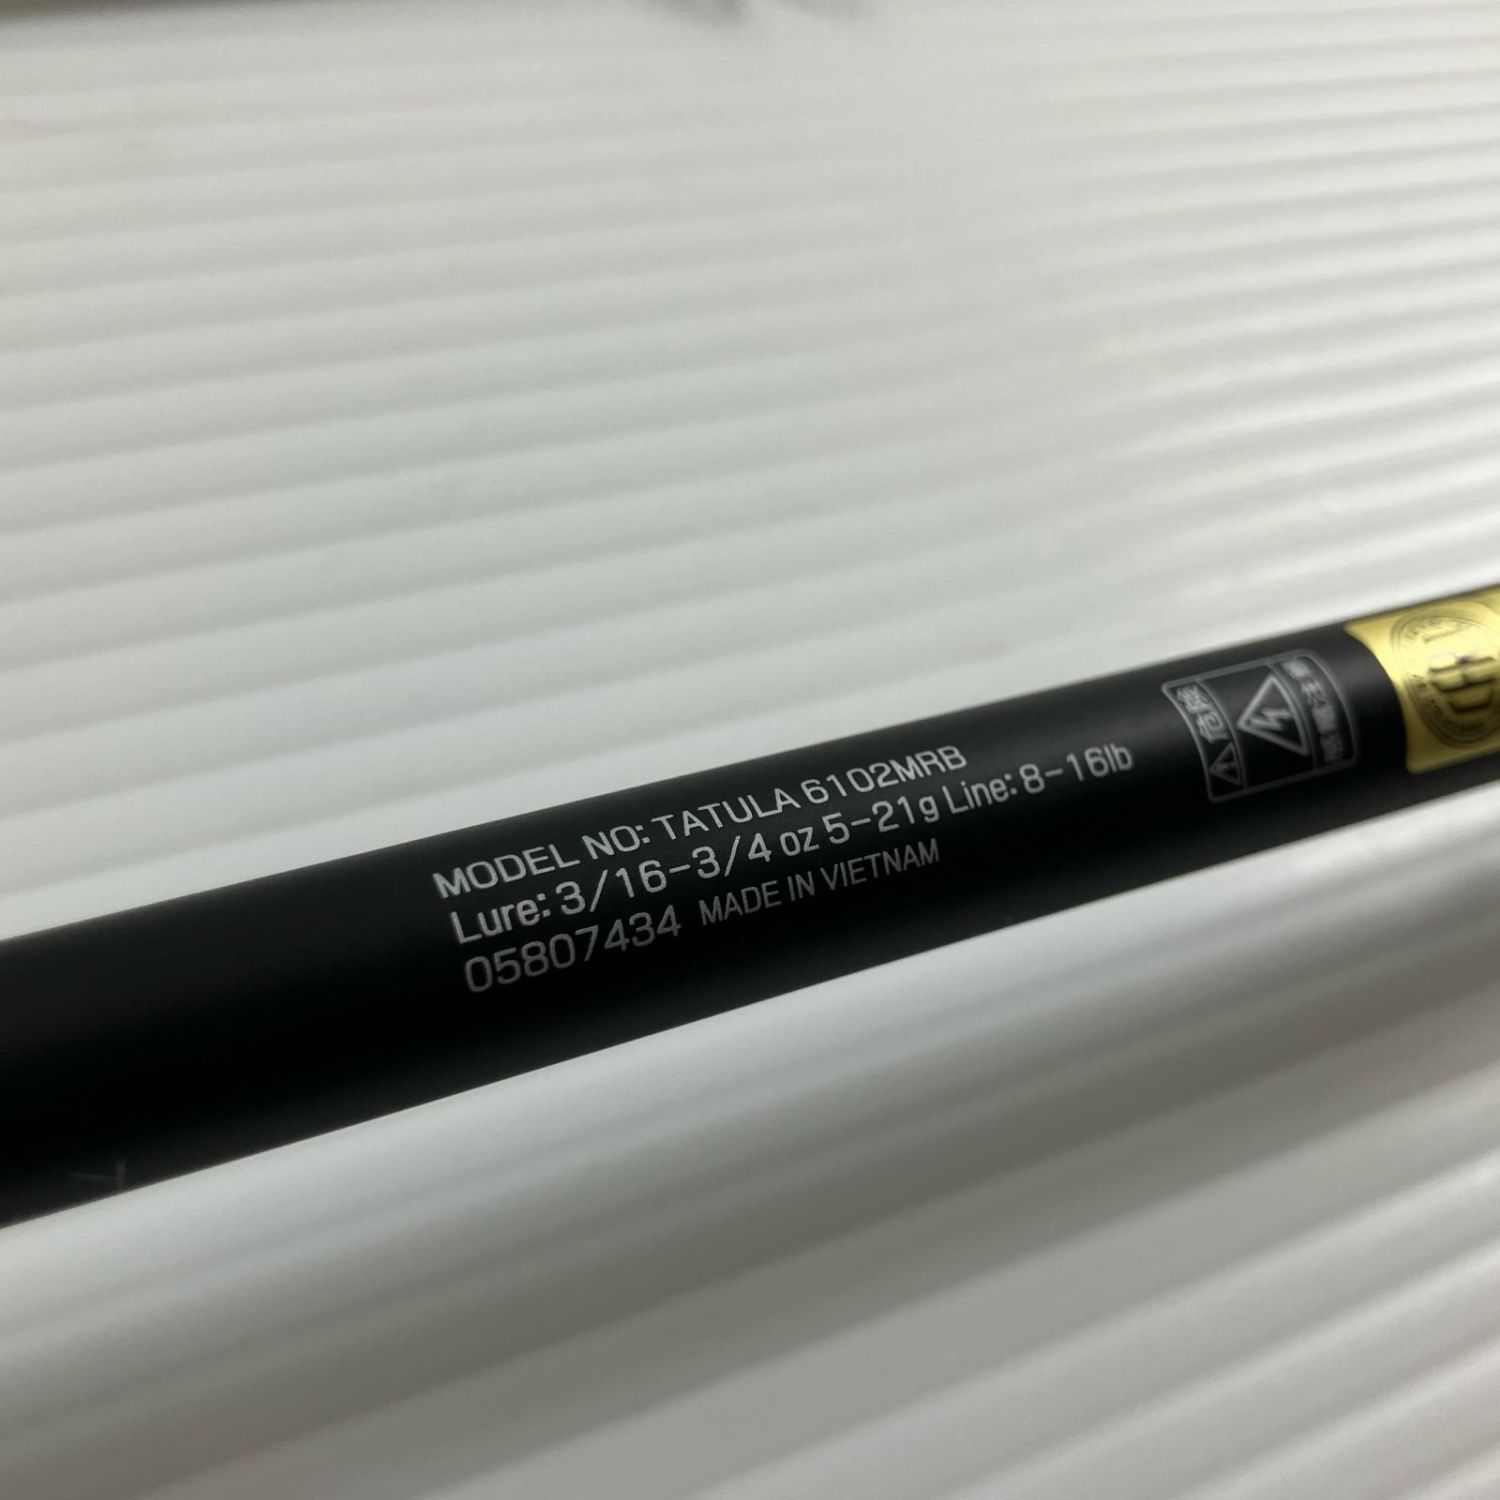 MODEL NO: TATULA 6102MRB
Lure: 3/16-3/4 oz 5-21g Line: 8-16lb
05807434 MADE IN VIETNAM
危険